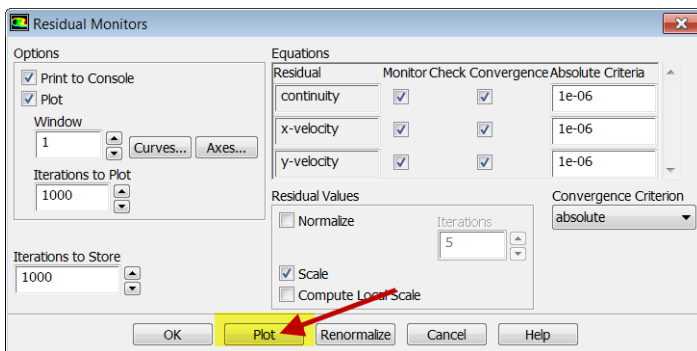 Residual Monitors
Options
Print to Console
Plot
Window
1
Curves...
Axes...
Iterations to Plot
1000
Iterations to Store
1000
Equations
Residual Monitor Check Convergence Absolute Criteria
continuity 1e-06
x-velocity 1e-06
y-velocity 1e-06
Residual Values
Normalize
Iterations
5
Scale
Compute Local Scale
Convergence Criterion
absolute
OK Plot Renormalize Cancel Help